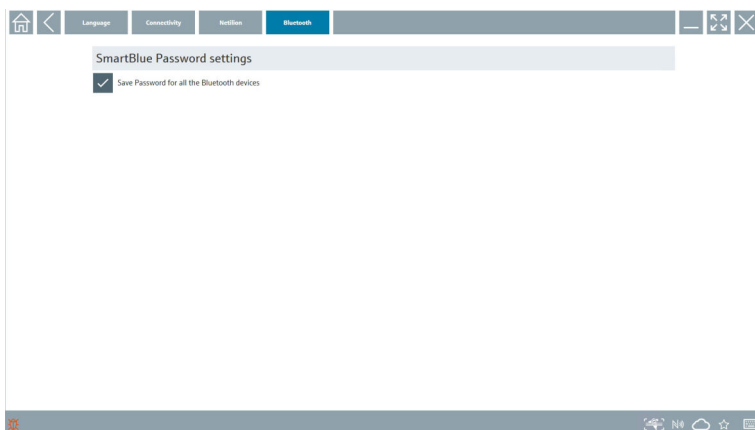 Language Connectivity Netilion Bluetooth
SmartBlue Password settings
Save Password for all the Bluetooth devices